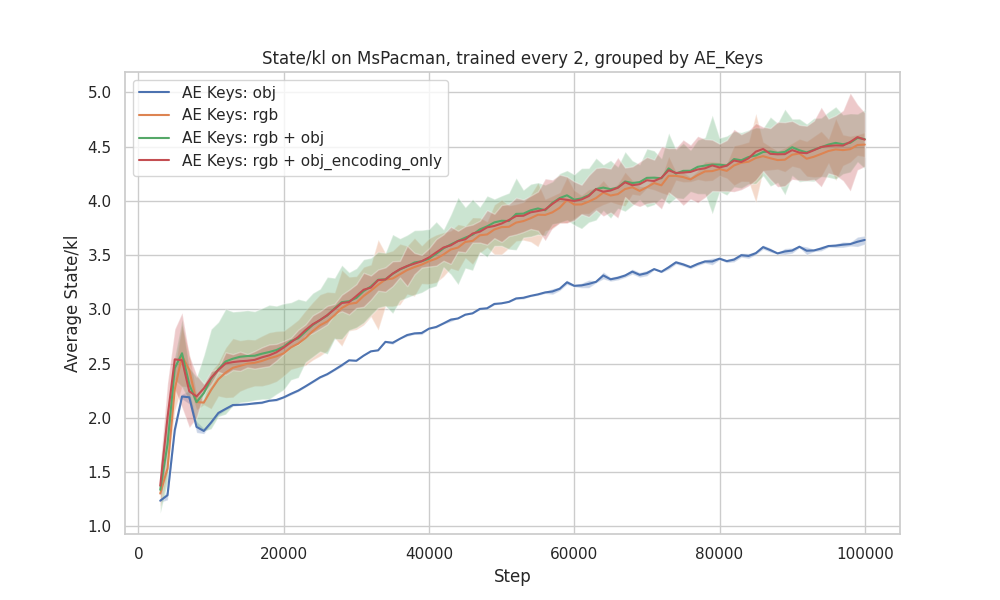 State/kl on MsPacman, trained every 2, grouped by AE_Keys
AE Keys: obj
AE Keys: rgb
AE Keys: rgb + obj
AE Keys: rgb + obj_encoding_only
Average State/kl
5.0
4.5
4.0
3.5
3.0
2.5
2.0
1.5
1.0
0 20000 40000 60000 80000 100000
Step